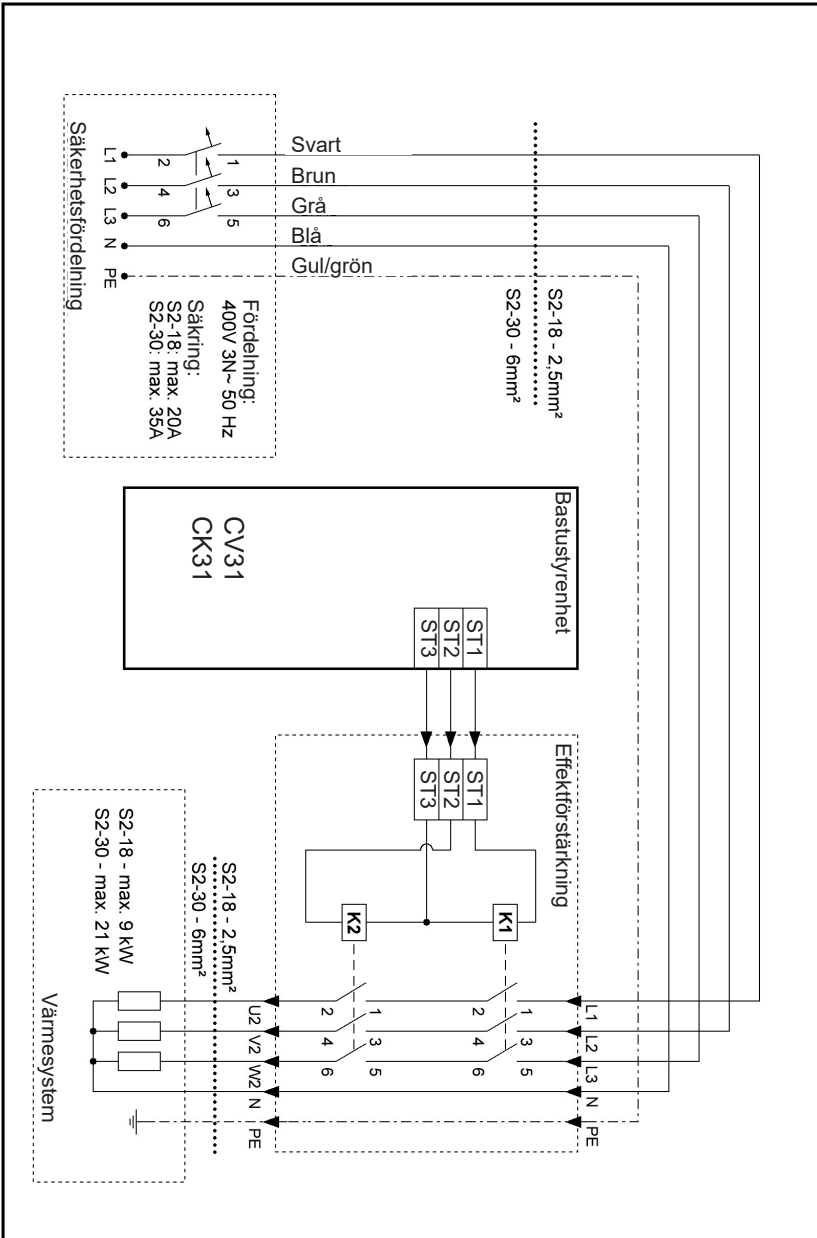 Säkerhetsfördelning
L1
L2
L3
N
PE
2
4
6
1
3
5
Svart
Brun
Grå
Blå
Gul/grön
Fördelning:
400V 3N~ 50 Hz
Säkring:
S2-18: max. 20A
S2-30: max. 35A
S2-18 - 2,5mm²
S2-30 - 6mm²
Bastustyrenhet
CV31
CK31
ST1
ST2
ST3
Effektförstärkning
ST1
ST2
ST3
K1
K2
L1
L2
L3
N
PE
1
3
5
2
4
6
1
3
5
2
4
6
U2
V2
W2
N
PE
S2-18 - 2,5mm²
S2-30 - 6mm²
S2-18 - max. 9 kW
S2-30 - max. 21 kW
Värmesystem